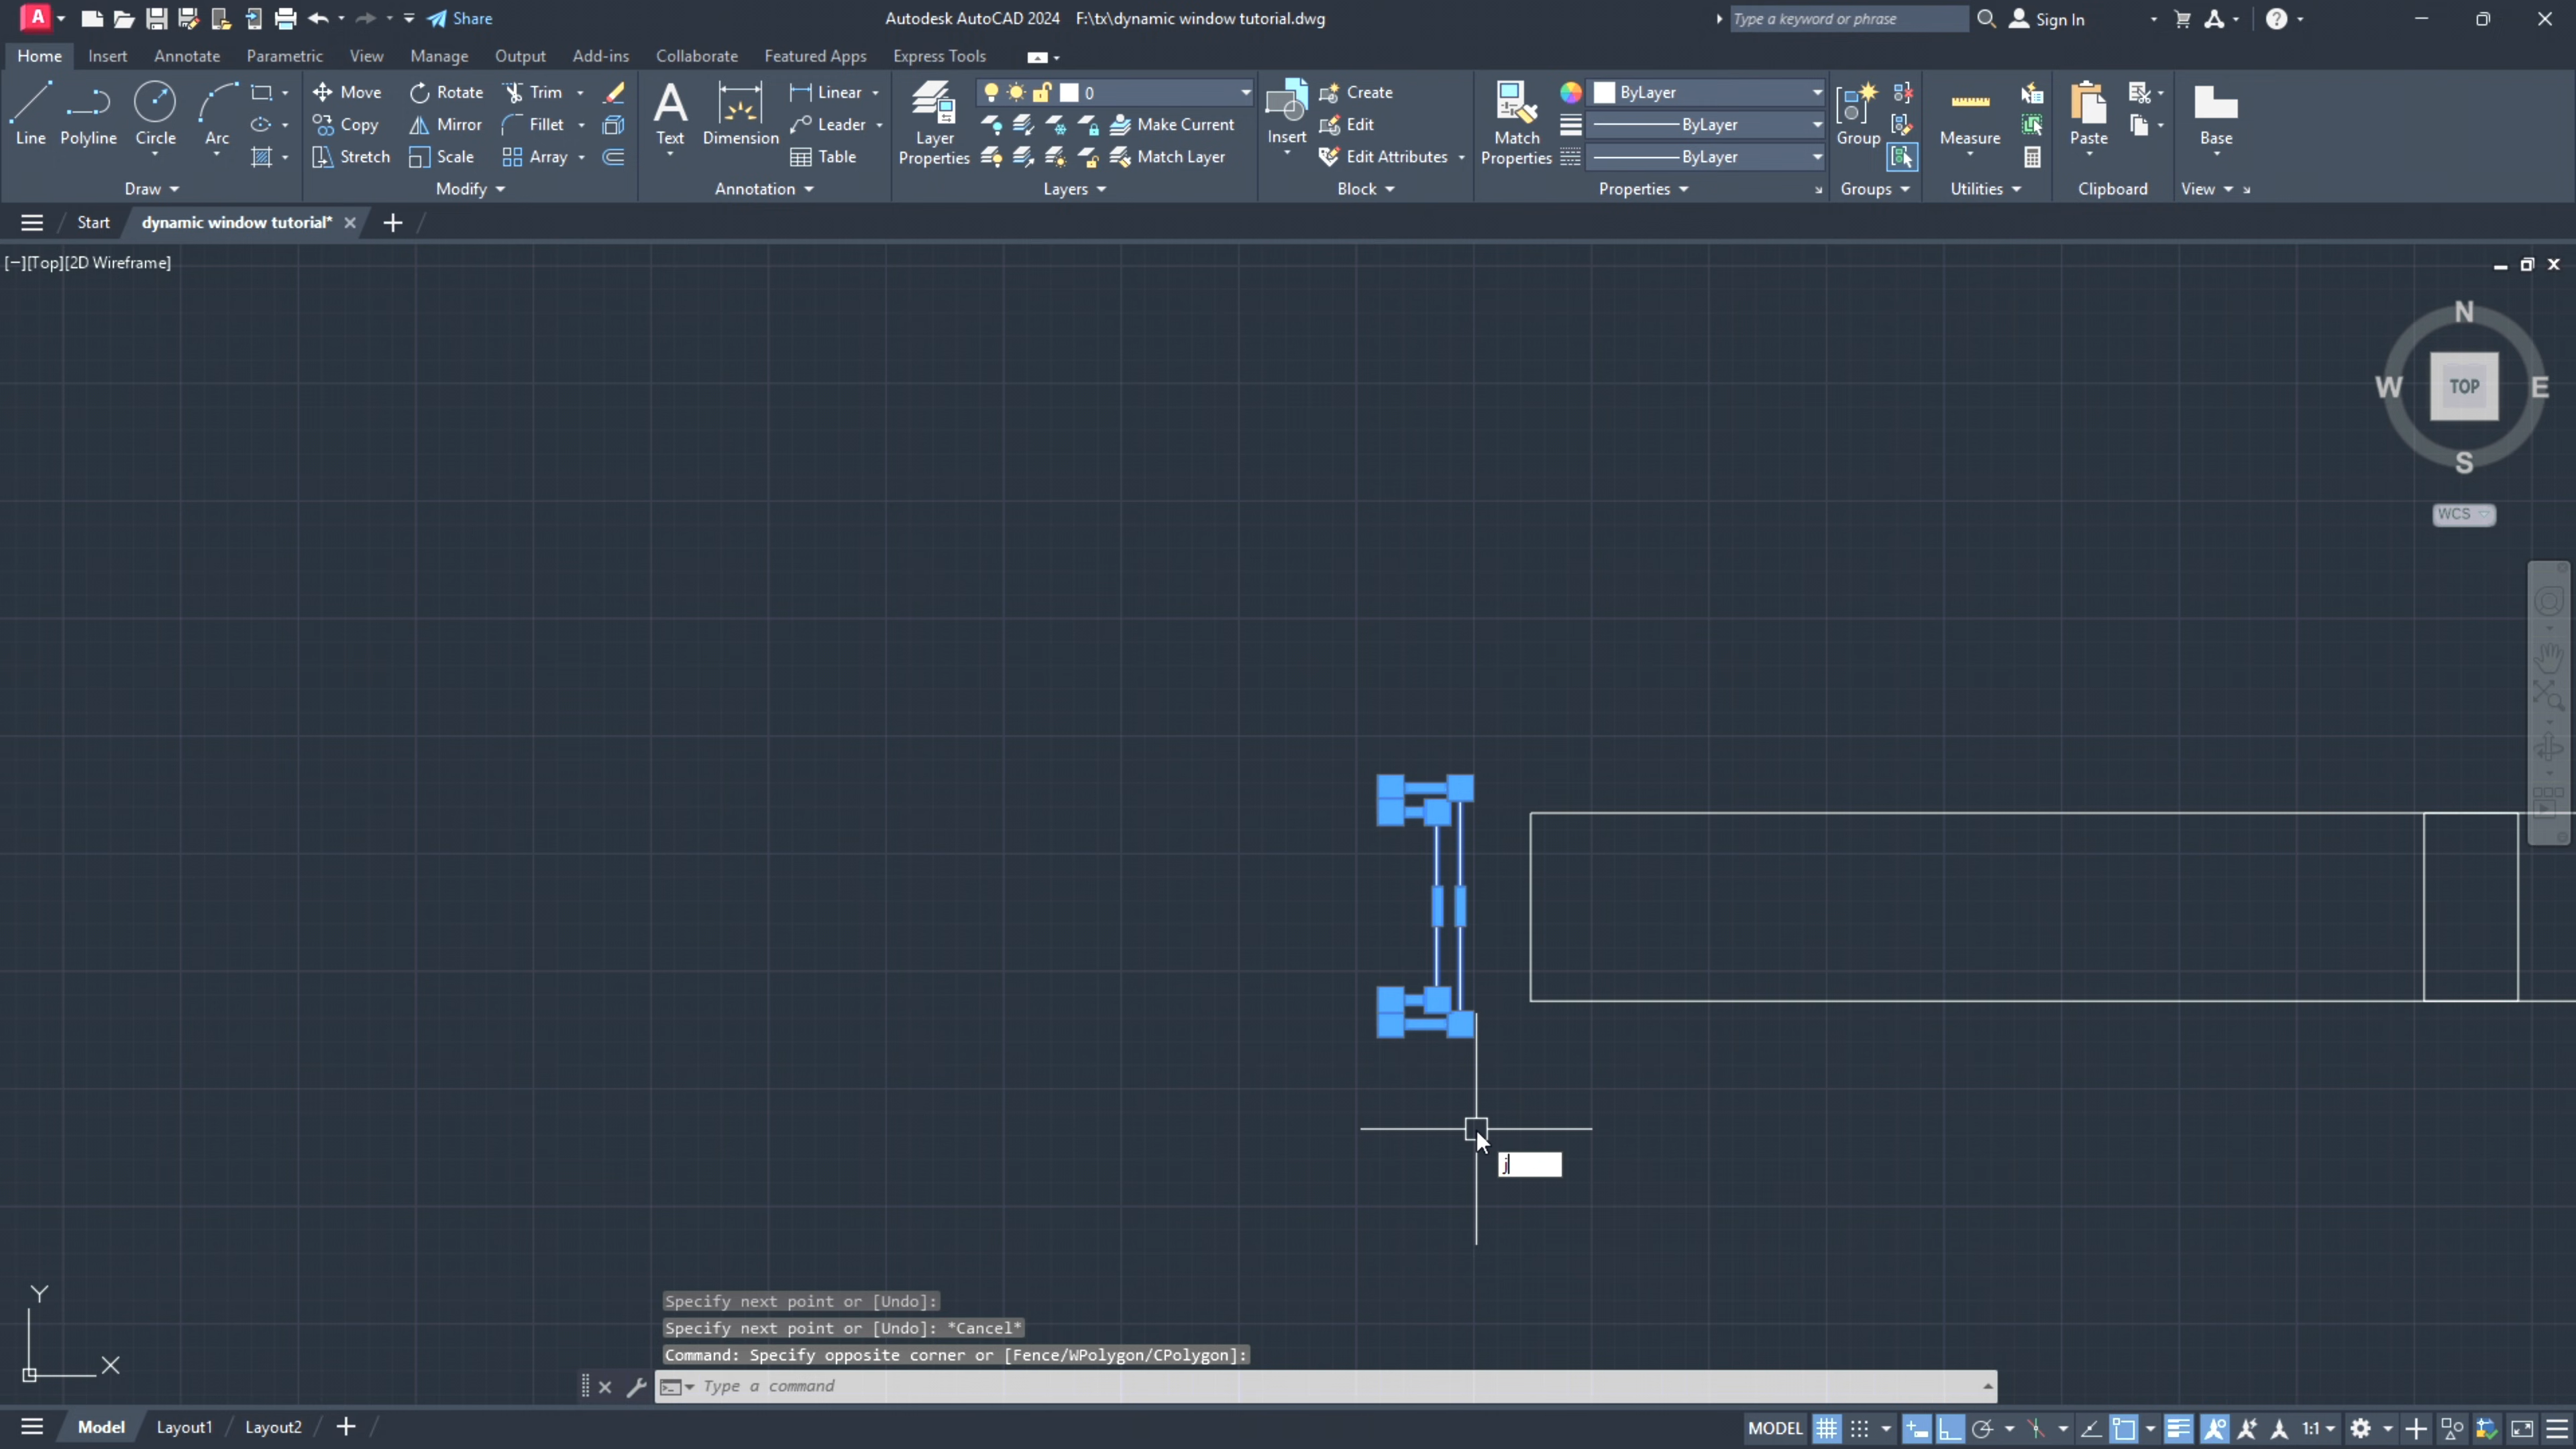 A Share Autodesk AutoCAD 2024 F:\tx\dynamic window tutorial.dwg Type a keyword or phrase Sign In
Home Insert Annotate Parametric View Manage Output Add-ins Collaborate Featured Apps Express Tools
Line Polyline Circle Arc
Move Rotate Trim
Copy Mirror Fillet
Stretch Scale Array
Text Dimension
Linear
Leader
Table
Layer Properties
0
Make Current
Match Layer
Insert
Create
Edit
Edit Attributes
Match Properties
ByLayer
ByLayer
ByLayer
Group
Measure
Paste
Base
Draw Modify Annotation Layers Block Properties Groups Utilities Clipboard View
Start dynamic window tutorial*
[−][Top][2D Wireframe]
N
W TOP E
S
WCS
j
Y
X
Specify next point or [Undo]:
Specify next point or [Undo]: *Cancel*
Command: Specify opposite corner or [Fence/WPolygon/CPolygon]:
Type a command
Model Layout1 Layout2 MODEL 1:1